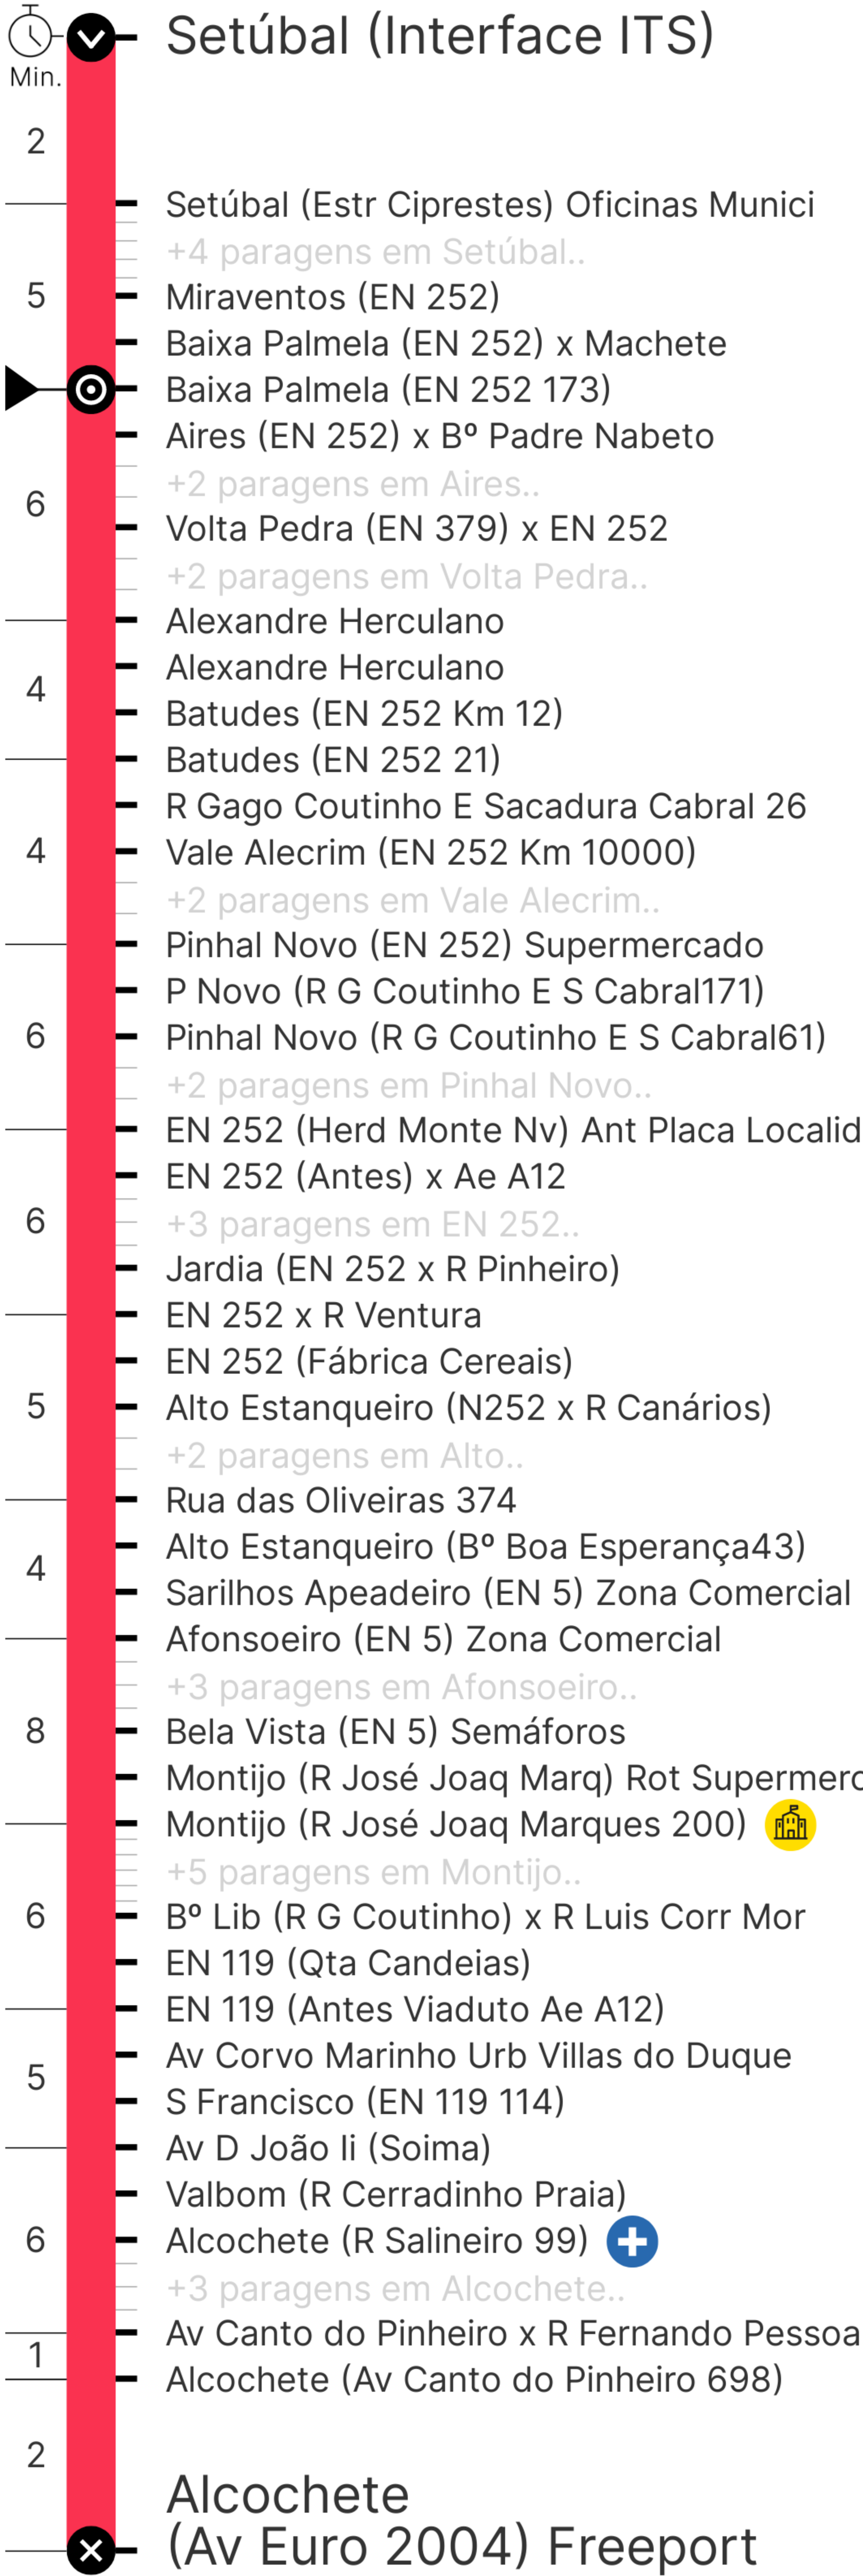 Setúbal (Interface ITS)
Min.
2
Setúbal (Estr Ciprestes) Oficinas Munici
+4 paragens em Setúbal..
5
Miraventos (EN 252)
Baixa Palmela (EN 252) x Machete
Baixa Palmela (EN 252 173)
Aires (EN 252) x Bº Padre Nabeto
+2 paragens em Aires..
6
Volta Pedra (EN 379) x EN 252
+2 paragens em Volta Pedra..
Alexandre Herculano
Alexandre Herculano
4
Batudes (EN 252 Km 12)
Batudes (EN 252 21)
R Gago Coutinho E Sacadura Cabral 26
4
Vale Alecrim (EN 252 Km 10000)
+2 paragens em Vale Alecrim..
Pinhal Novo (EN 252) Supermercado
P Novo (R G Coutinho E S Cabral171)
6
Pinhal Novo (R G Coutinho E S Cabral61)
+2 paragens em Pinhal Novo..
EN 252 (Herd Monte Nv) Ant Placa Localid
EN 252 (Antes) x Ae A12
6
+3 paragens em EN 252..
Jardia (EN 252 x R Pinheiro)
EN 252 x R Ventura
EN 252 (Fábrica Cereais)
5
Alto Estanqueiro (N252 x R Canários)
+2 paragens em Alto..
Rua das Oliveiras 374
Alto Estanqueiro (Bº Boa Esperança43)
4
Sarilhos Apeadeiro (EN 5) Zona Comercial
Afonsoeiro (EN 5) Zona Comercial
+3 paragens em Afonsoeiro..
8
Bela Vista (EN 5) Semáforos
Montijo (R José Joaq Marq) Rot Supermerc
Montijo (R José Joaq Marques 200)
+5 paragens em Montijo..
6
Bº Lib (R G Coutinho) x R Luis Corr Mor
EN 119 (Qta Candeias)
EN 119 (Antes Viaduto Ae A12)
Av Corvo Marinho Urb Villas do Duque
5
S Francisco (EN 119 114)
Av D João Ii (Soima)
Valbom (R Cerradinho Praia)
6
Alcochete (R Salineiro 99)
+3 paragens em Alcochete..
Av Canto do Pinheiro x R Fernando Pessoa
1
Alcochete (Av Canto do Pinheiro 698)
2
Alcochete
(Av Euro 2004) Freeport